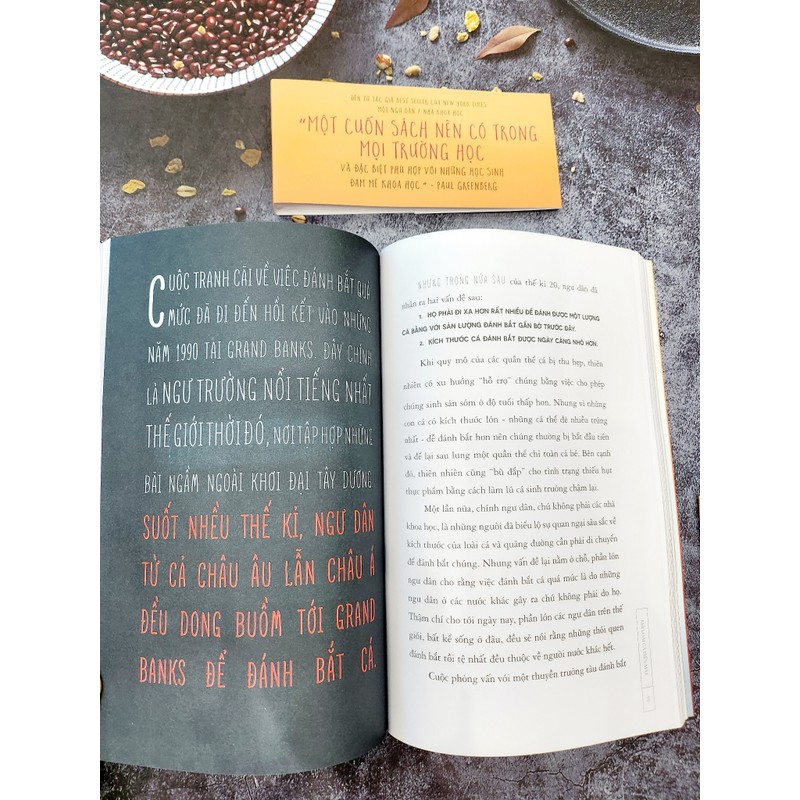 ĐẾN TỪ TÁC GIẢ BEST SELLER CỦA NEW YORK TIMES,
MỘT NGƯ DÂN / NHÀ KHOA HỌC
"MỘT CUỐN SÁCH NÊN CÓ TRONG
MỌI TRƯỜNG HỌC
VÀ ĐẶC BIỆT PHÙ HỢP VỚI NHỮNG HỌC SINH
ĐAM MÊ KHOA HỌC." - PAUL GREENBERG
CUỘC TRANH CÃI VỀ VIỆC ĐÁNH BẮT QUÁ
MỨC ĐÃ ĐI ĐẾN HỒI KẾT VÀO NHỮNG
NĂM 1990 TẠI GRAND BANKS. ĐÂY CHÍNH
LÀ NGƯ TRƯỜNG NỔI TIẾNG NHẤT
THẾ GIỚI THỜI ĐÓ, NƠI TẬP HỢP NHỮNG
BÃI NGẦM NGOÀI KHƠI ĐẠI TÂY DƯƠNG
SUỐT NHIỀU THẾ KỈ, NGƯ DÂN
TỪ CẢ CHÂU ÂU LẪN CHÂU Á
ĐỀU DONG BUỒM TỚI GRAND
BANKS ĐỂ ĐÁNH BẮT CÁ.
NHƯNG TRONG NỬA SAU của thế kỉ 20, ngư dân đã
nhận ra hai vấn đề sau:
1. HỌ PHẢI ĐI XA HƠN RẤT NHIỀU ĐỂ ĐÁNH ĐƯỢC MỘT LƯỢNG
CÁ BẰNG VỚI SẢN LƯỢNG ĐÁNH BẮT GẦN BỜ TRƯỚC ĐÂY.
2. KÍCH THƯỚC CÁ ĐÁNH BẮT ĐƯỢC NGÀY CÀNG NHỎ HƠN.
Khi quy mô của các quần thể cá bị thu hẹp, thiên
nhiên có xu hướng "hỗ trợ" chúng bằng việc cho phép
chúng sinh sản sớm ở độ tuổi thấp hơn. Nhưng vì những
con cá có kích thước lớn - những cá thể đẻ nhiều trứng
nhất - dễ đánh bắt hơn nên chúng thường bị bắt đầu tiên
và để lại sau lưng một quần thể chỉ toàn cá bé. Bên cạnh
đó, thiên nhiên cũng "bù đắp" cho tình trạng thiếu hụt
thực phẩm bằng cách làm lũ cá sinh trưởng chậm lại.
Một lần nữa, chính ngư dân, chứ không phải các nhà
khoa học, là những người đã biểu lộ sự quan ngại sâu sắc về
kích thước của loài cá và quãng đường cần phải di chuyển
để đánh bắt chúng. Nhưng vấn đề lại nằm ở chỗ, phần lớn
ngư dân cho rằng việc đánh bắt cá quá mức là do những
ngư dân ở các nước khác gây ra chứ không phải do họ.
Thậm chí cho tới ngày nay, phần lớn các ngư dân trên thế
giới, bất kể sống ở đâu, đều sẽ nói rằng những thói quen
đánh bắt tồi tệ nhất đều thuộc về người nước khác hết.
Cuộc phỏng vấn với một thuyền trưởng tàu đánh bắt